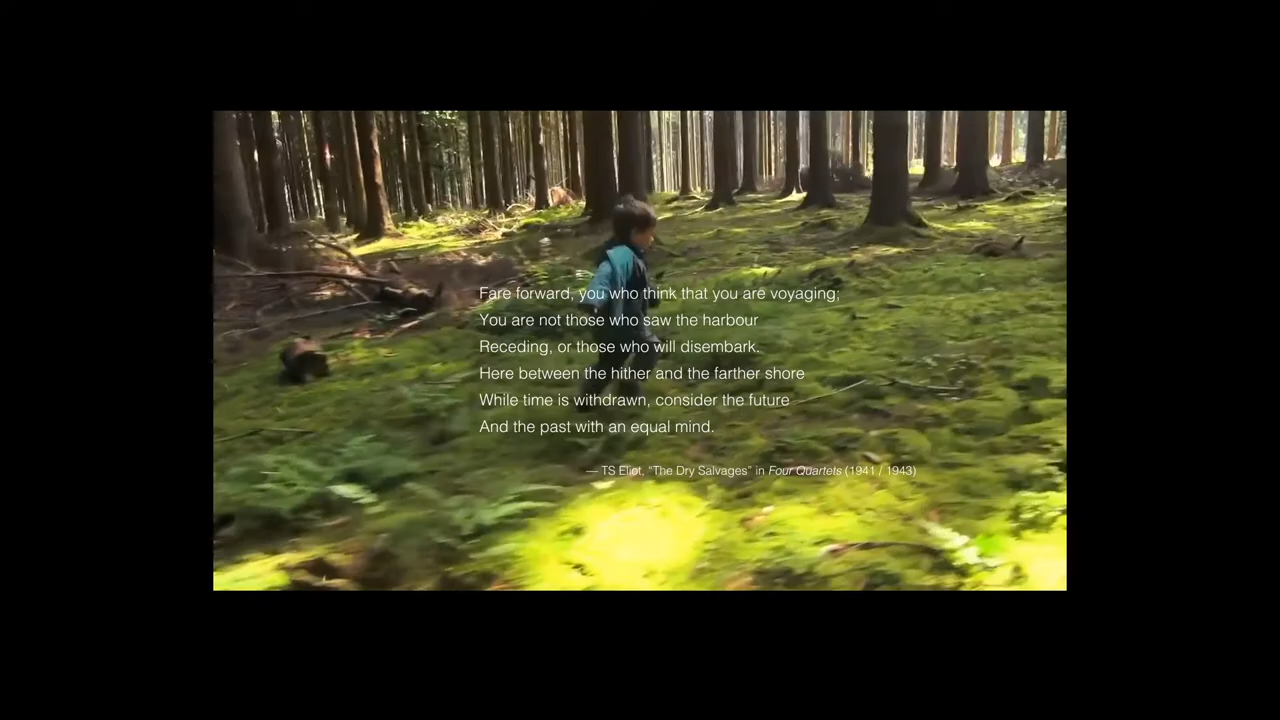 Fare forward, you who think that you are voyaging;
You are not those who saw the harbour
Receding, or those who will disembark.
Here between the hither and the farther shore
While time is withdrawn, consider the future
And the past with an equal mind.
— TS Eliot, “The Dry Salvages” in Four Quartets (1941 / 1943)